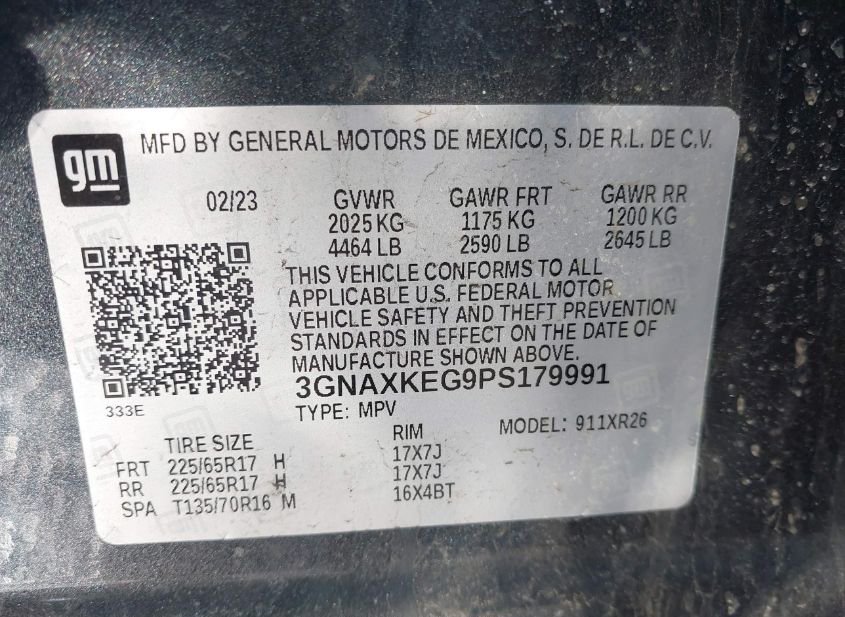 gm
MFD BY GENERAL MOTORS DE MEXICO, S. DE R.L. DE C.V.
02/23 GVWR GAWR FRT GAWR RR
2025 KG 1175 KG 1200 KG
4464 LB 2590 LB 2645 LB
THIS VEHICLE CONFORMS TO ALL
APPLICABLE U.S. FEDERAL MOTOR
VEHICLE SAFETY AND THEFT PREVENTION
STANDARDS IN EFFECT ON THE DATE OF
MANUFACTURE SHOWN ABOVE.
3GNAXKEG9PS179991
333E
TYPE: MPV MODEL: 911XR26
TIRE SIZE RIM
FRT 225/65R17 H 17X7J
RR 225/65R17 H 17X7J
SPA T135/70R16 M 16X4BT